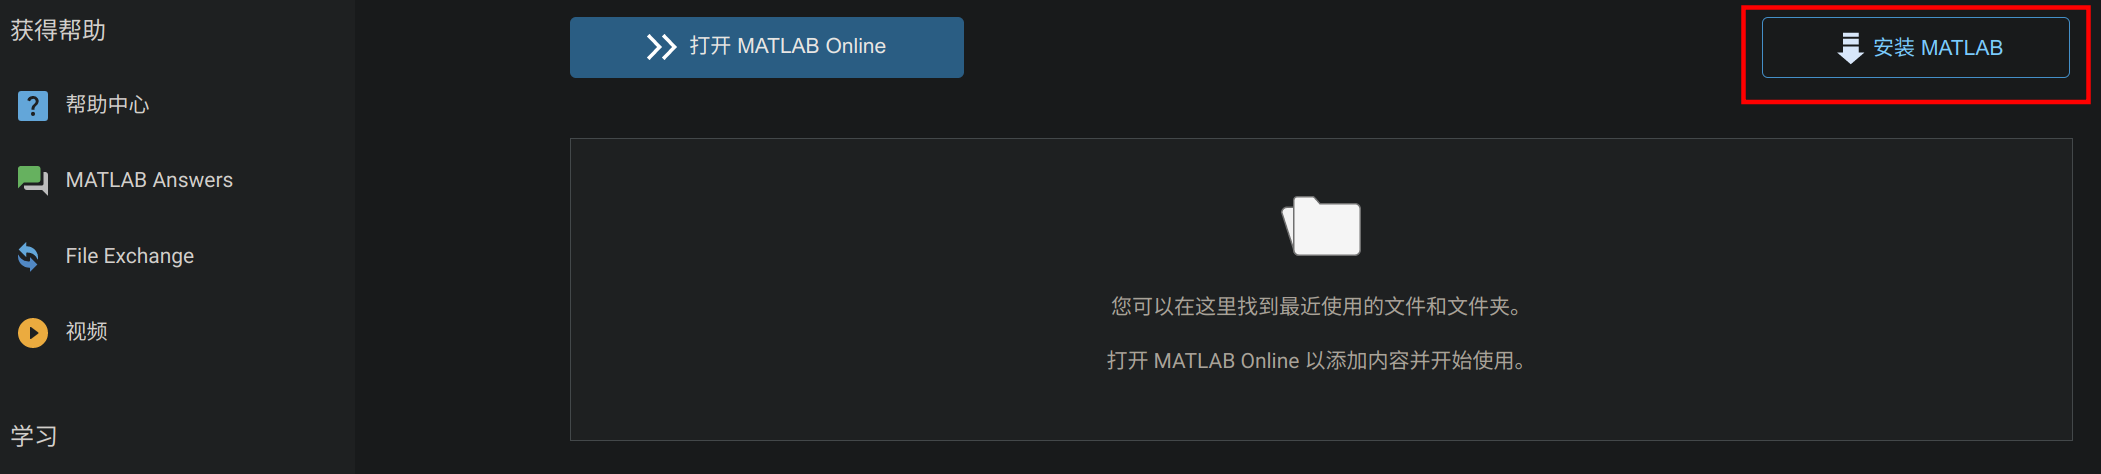 获得帮助
帮助中心
MATLAB Answers
File Exchange
视频
学习
打开 MATLAB Online
安装 MATLAB
您可以在这里找到最近使用的文件和文件夹。
打开 MATLAB Online 以添加内容并开始使用。